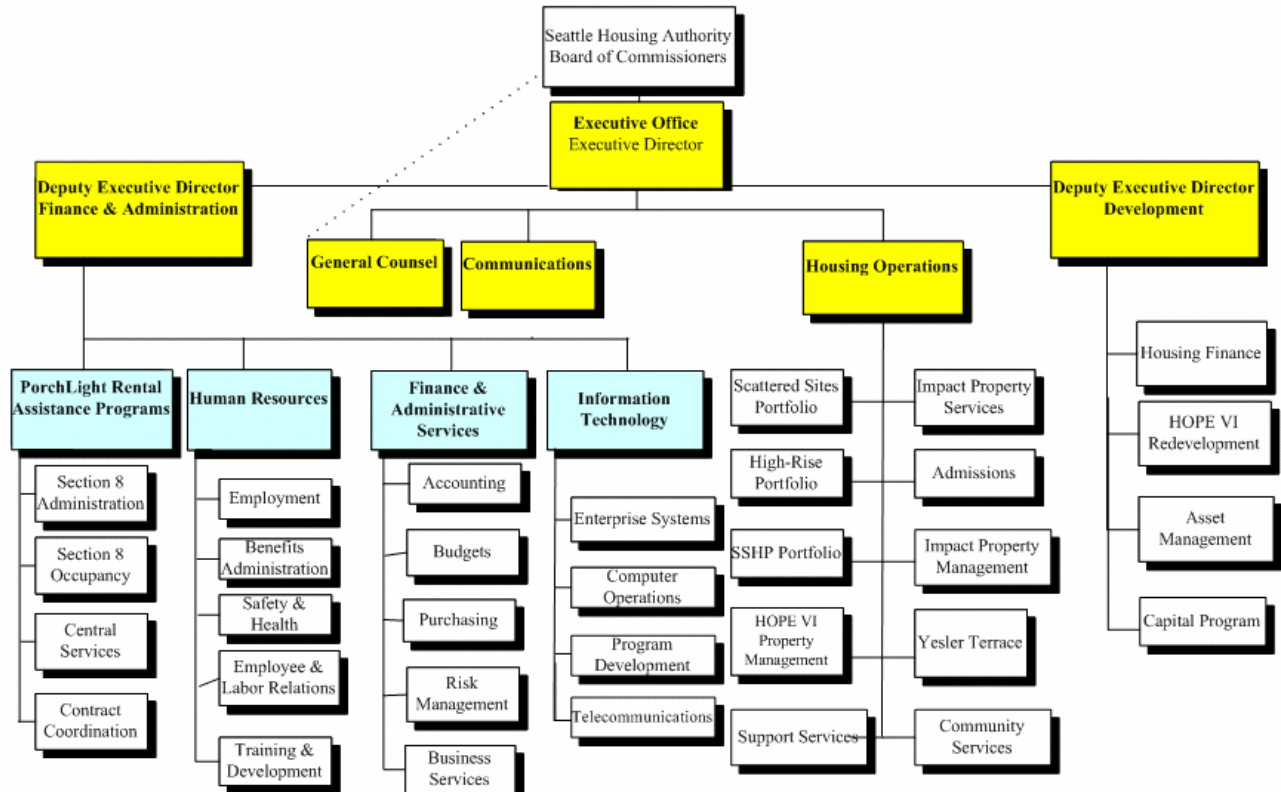 Seattle Housing Authority
Board of Commissioners
Executive Office
Executive Director
Deputy Executive Director
Finance & Administration
Deputy Executive Director
Development
General Counsel
Communications
Housing Operations
PorchLight Rental
Assistance Programs
Human Resources
Finance &
Administrative
Services
Information
Technology
Section 8
Administration
Section 8
Occupancy
Central
Services
Contract
Coordination
Employment
Benefits
Administration
Safety &
Health
Employee &
Labor Relations
Training &
Development
Accounting
Budgets
Purchasing
Risk
Management
Business
Services
Enterprise Systems
Computer
Operations
Program
Development
Telecommunications
Scattered Sites
Portfolio
High-Rise
Portfolio
SSHP Portfolio
HOPE VI
Property
Management
Support Services
Impact Property
Services
Admissions
Impact Property
Management
Yesler Terrace
Community
Services
Housing Finance
HOPE VI
Redevelopment
Asset
Management
Capital Program